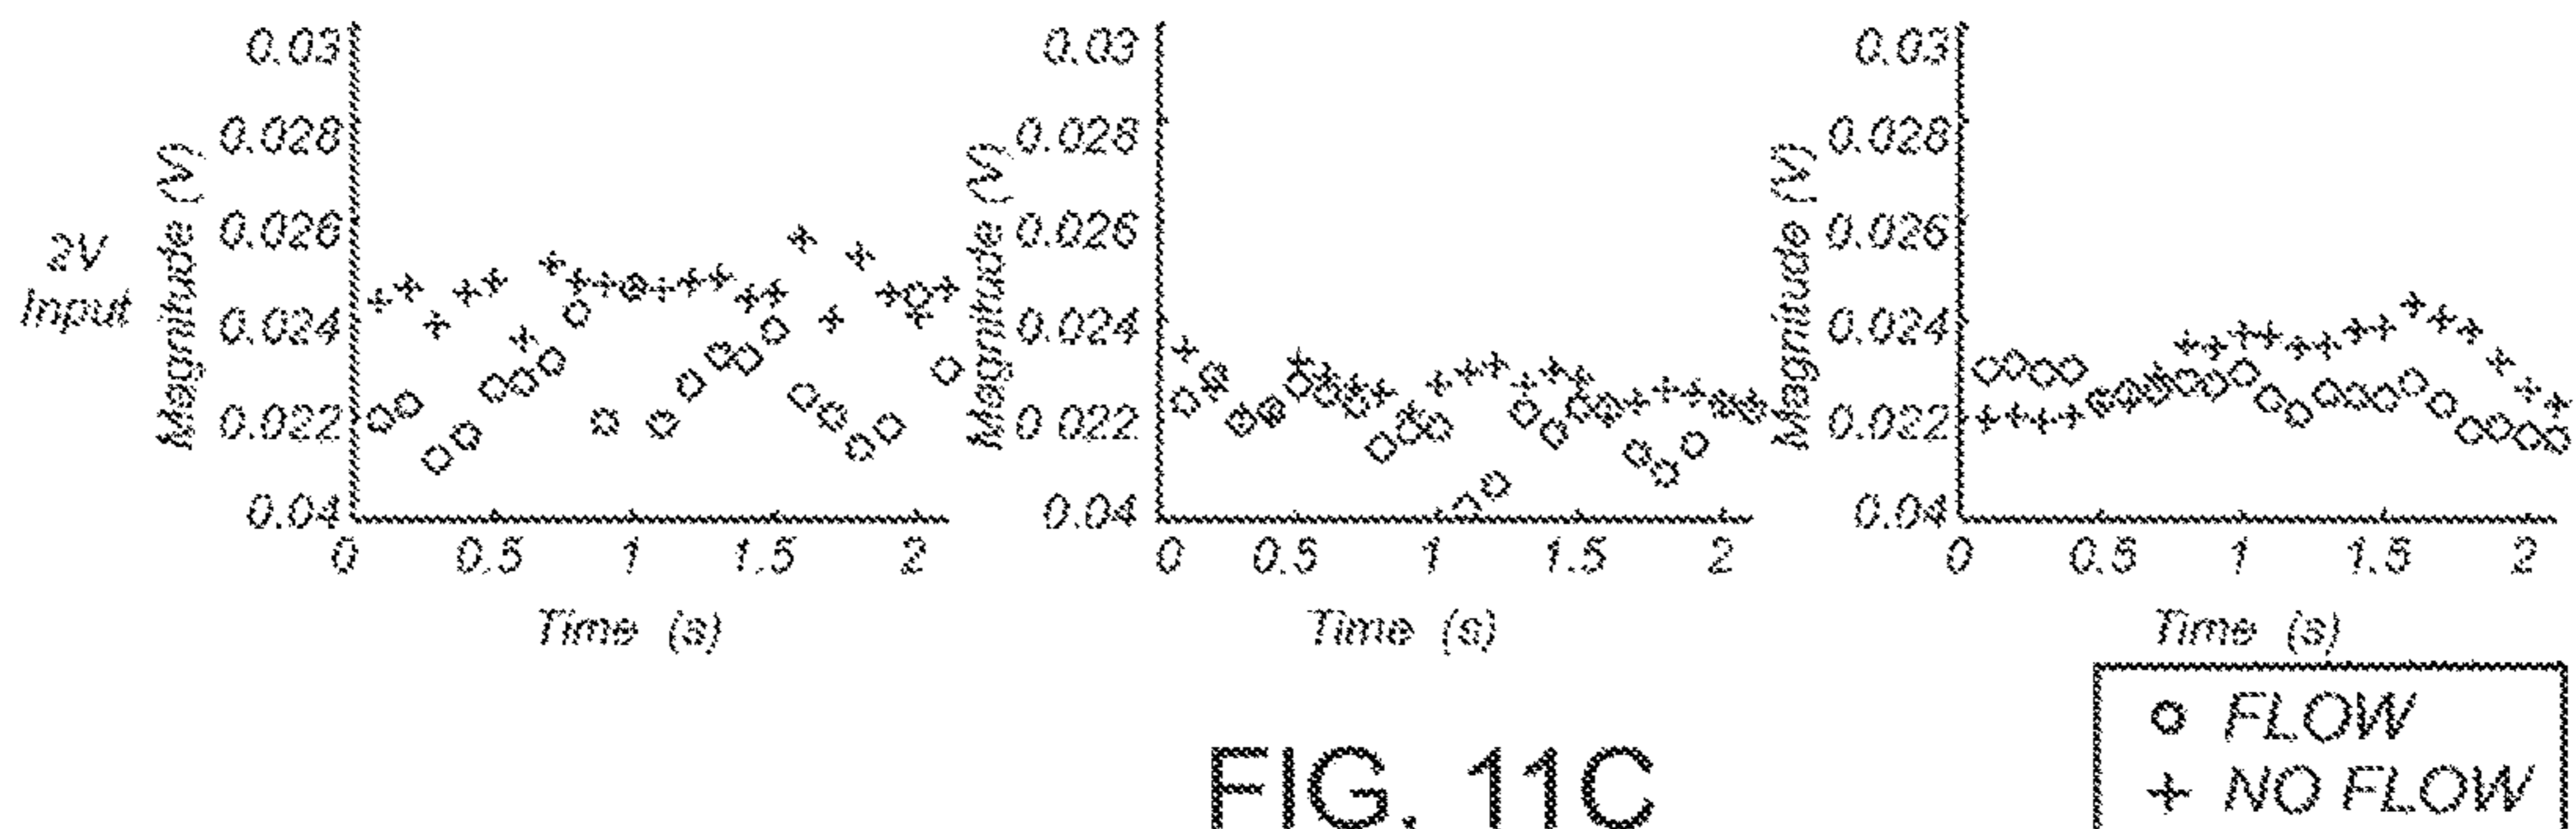 0.03 0.03 0.03
0.028 0.028 0.028
0.026 0.026 0.026
2V
Input
Magnitude (V) Magnitude (V) Magnitude (V)
0.024 0.024 0.024
0.022 0 022 0.022
0.04 0.04 0.04
0 0.5 1 1.5 2 0 0.5 1 1.5 2 0 0.5 1 1.5 2
Time (s) Time (s) Time (s)
FLOW
NO FLOW
FIG. 11C